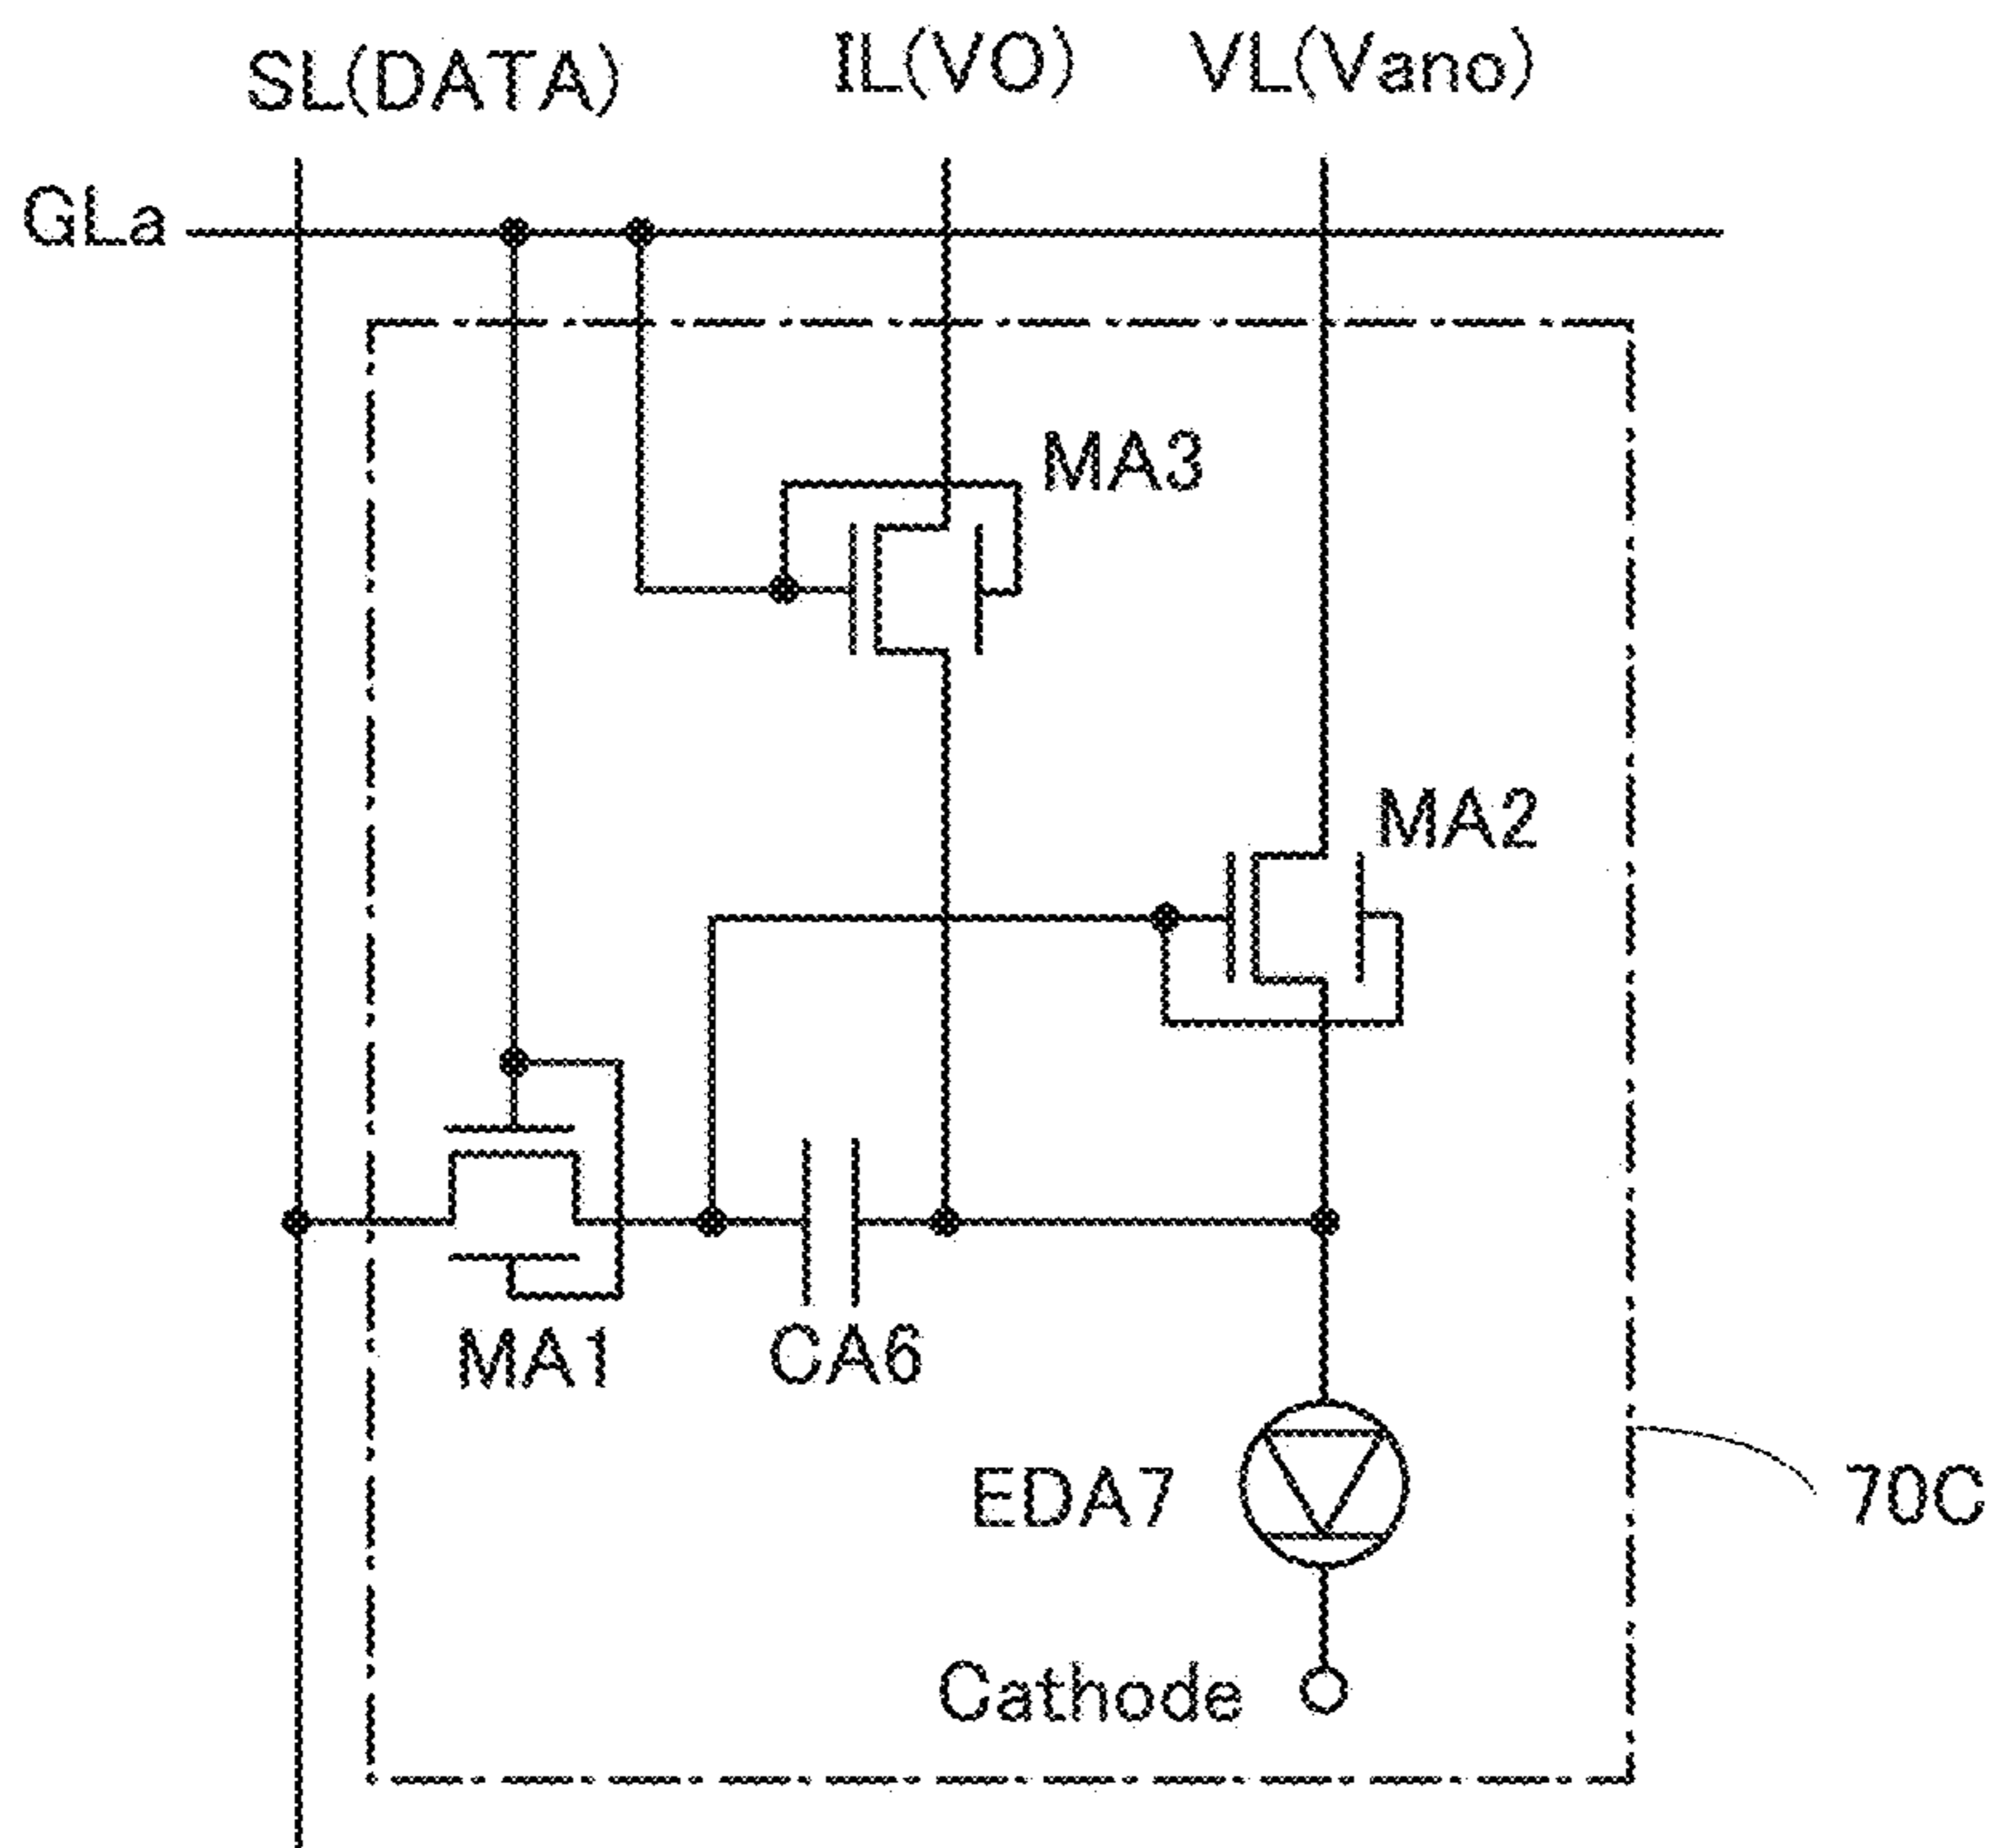 SL(DATA)
IL(VO)
VL(Vano)
GLa
MA3
MA2
MA1
CA6
EDA7
70C
Cathode